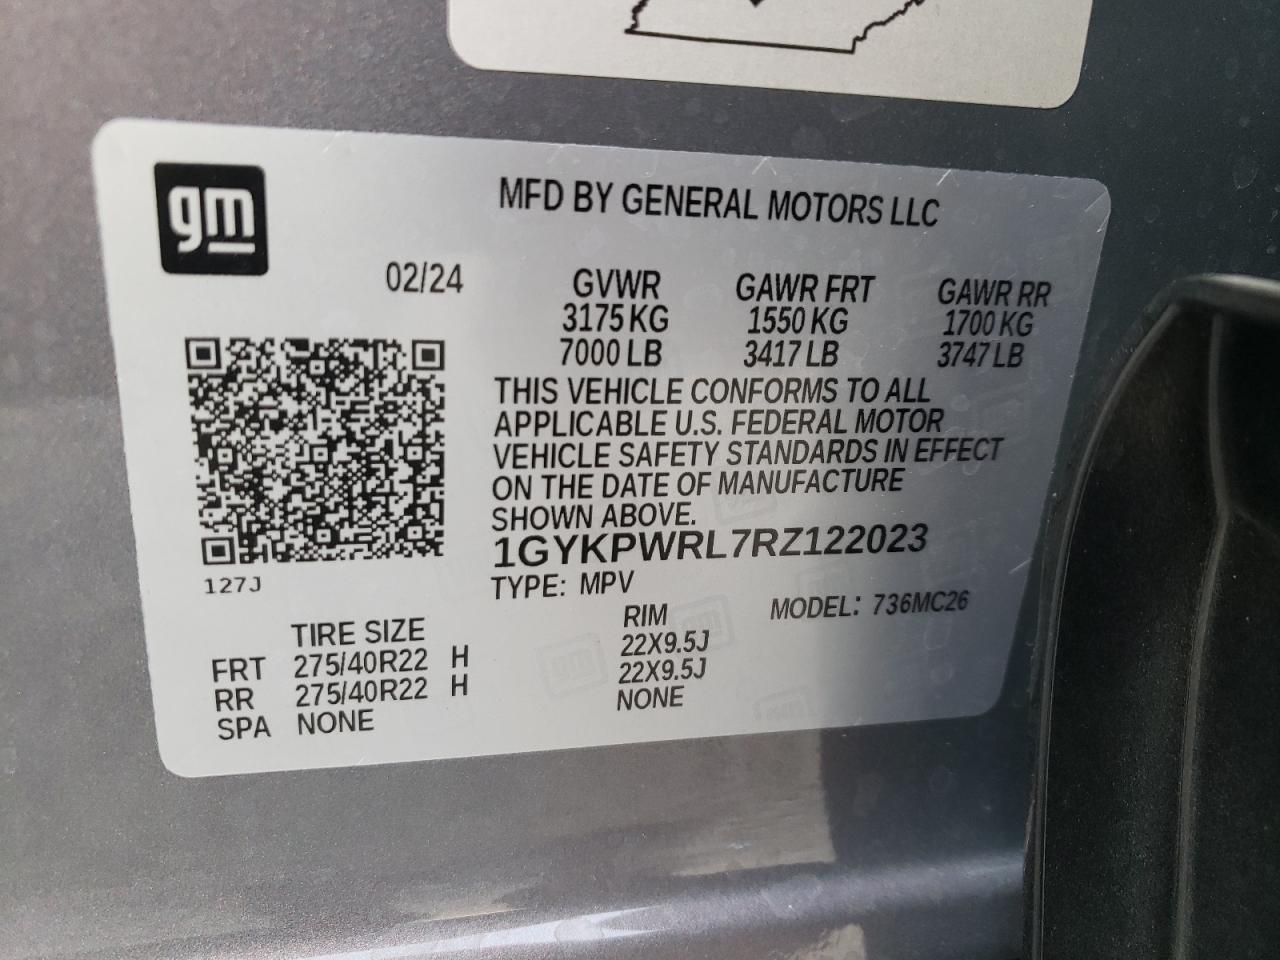 gm
MFD BY GENERAL MOTORS LLC
02/24
GVWR GAWR FRT GAWR RR
3175 KG 1550 KG 1700 KG
7000 LB 3417 LB 3747 LB
THIS VEHICLE CONFORMS TO ALL
APPLICABLE U.S. FEDERAL MOTOR
VEHICLE SAFETY STANDARDS IN EFFECT
ON THE DATE OF MANUFACTURE
SHOWN ABOVE.
1GYKPWRL7RZ122023
127J
TYPE: MPV
MODEL: 736MC26
TIRE SIZE RIM
FRT 275/40R22 H 22X9.5J
RR 275/40R22 H 22X9.5J
SPA NONE NONE
gm
gm